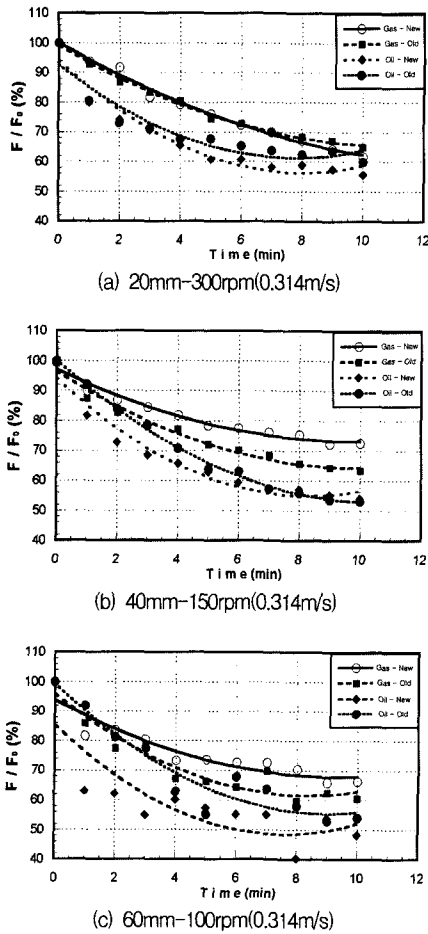 110
100
90
80
70
60
50
40
F / F₀ (%)
0 2 4 6 8 10 12
Time (min)
Gas - New
Gas - Old
Oil - New
Oil - Old
(a) 20mm-300rpm(0.314m/s)
110
100
90
80
70
60
50
40
F / F₀ (%)
0 2 4 6 8 10 12
Time (min)
Gas - New
Gas - Old
Oil - New
Oil - Old
(b) 40mm-150rpm(0.314m/s)
110
100
90
80
70
60
50
40
F / F₀ (%)
0 2 4 6 8 10 12
Time (min)
Gas - New
Gas - Old
Oil - New
Oil - Old
(c) 60mm-100rpm(0.314m/s)